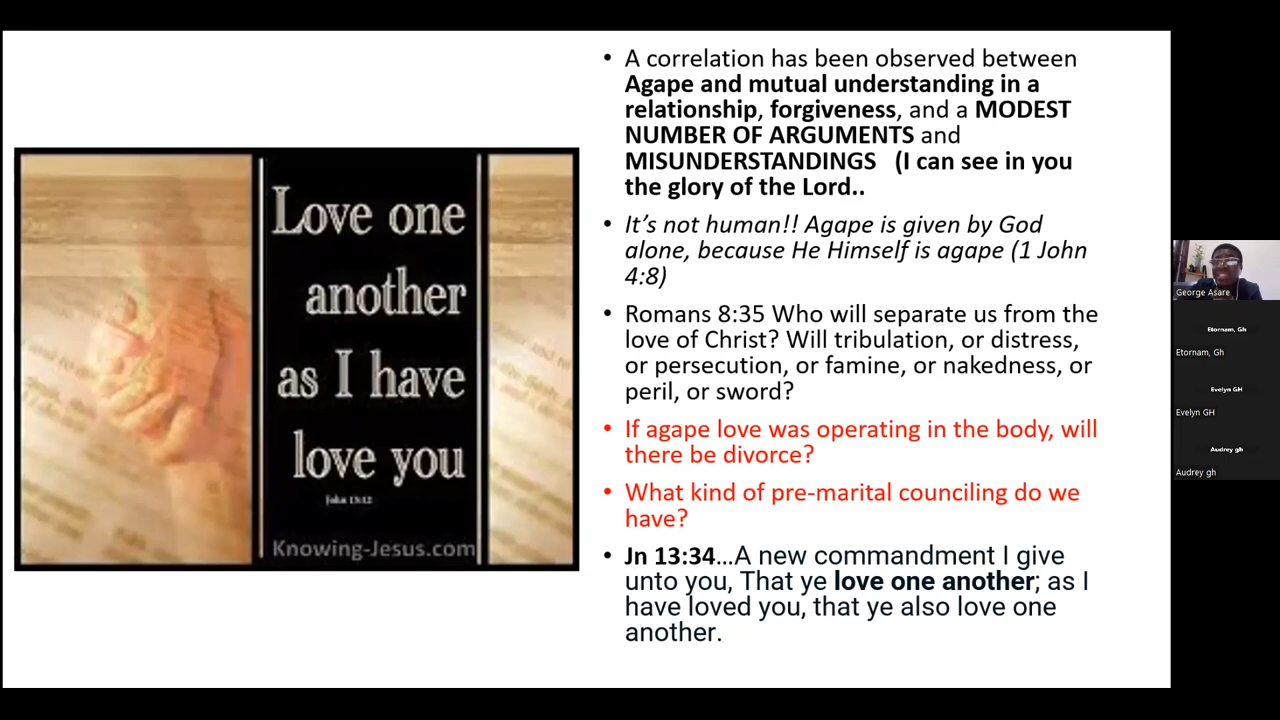 Love one
another
as I have
love you
John 13:12
Knowing-Jesus.com
• A correlation has been observed between
Agape and mutual understanding in a
relationship, forgiveness, and a MODEST
NUMBER OF ARGUMENTS and
MISUNDERSTANDINGS (I can see in you
the glory of the Lord..
• It’s not human!! Agape is given by God
alone, because He Himself is agape (1 John
4:8)
• Romans 8:35 Who will separate us from the
love of Christ? Will tribulation, or distress,
or persecution, or famine, or nakedness, or
peril, or sword?
• If agape love was operating in the body, will
there be divorce?
• What kind of pre-marital counciling do we
have?
• Jn 13:34…A new commandment I give
unto you, That ye love one another; as I
have loved you, that ye also love one
another.
George Asare
Etornam, Gh
Etornam, Gh
Evelyn GH
Evelyn GH
Audrey gh
Audrey gh